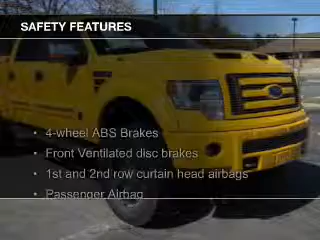 SAFETY FEATURES
• 4-wheel ABS Brakes
• Front Ventilated disc brakes
• 1st and 2nd row curtain head airbags
• Passenger Airbag